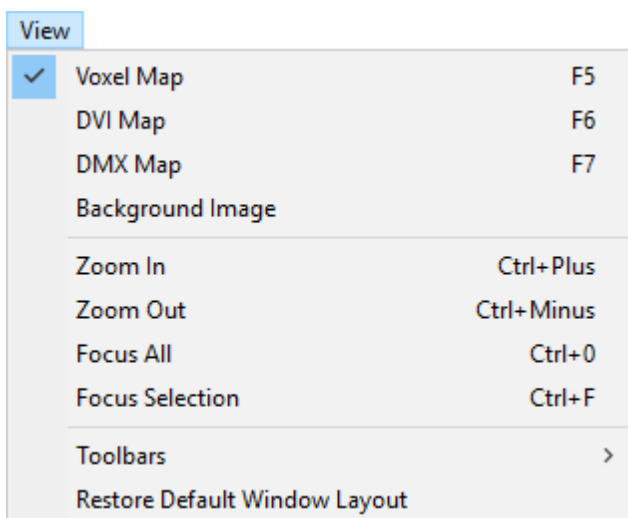 View
Voxel Map F5
DVI Map F6
DMX Map F7
Background Image
Zoom In Ctrl+Plus
Zoom Out Ctrl+Minus
Focus All Ctrl+0
Focus Selection Ctrl+F
Toolbars
Restore Default Window Layout